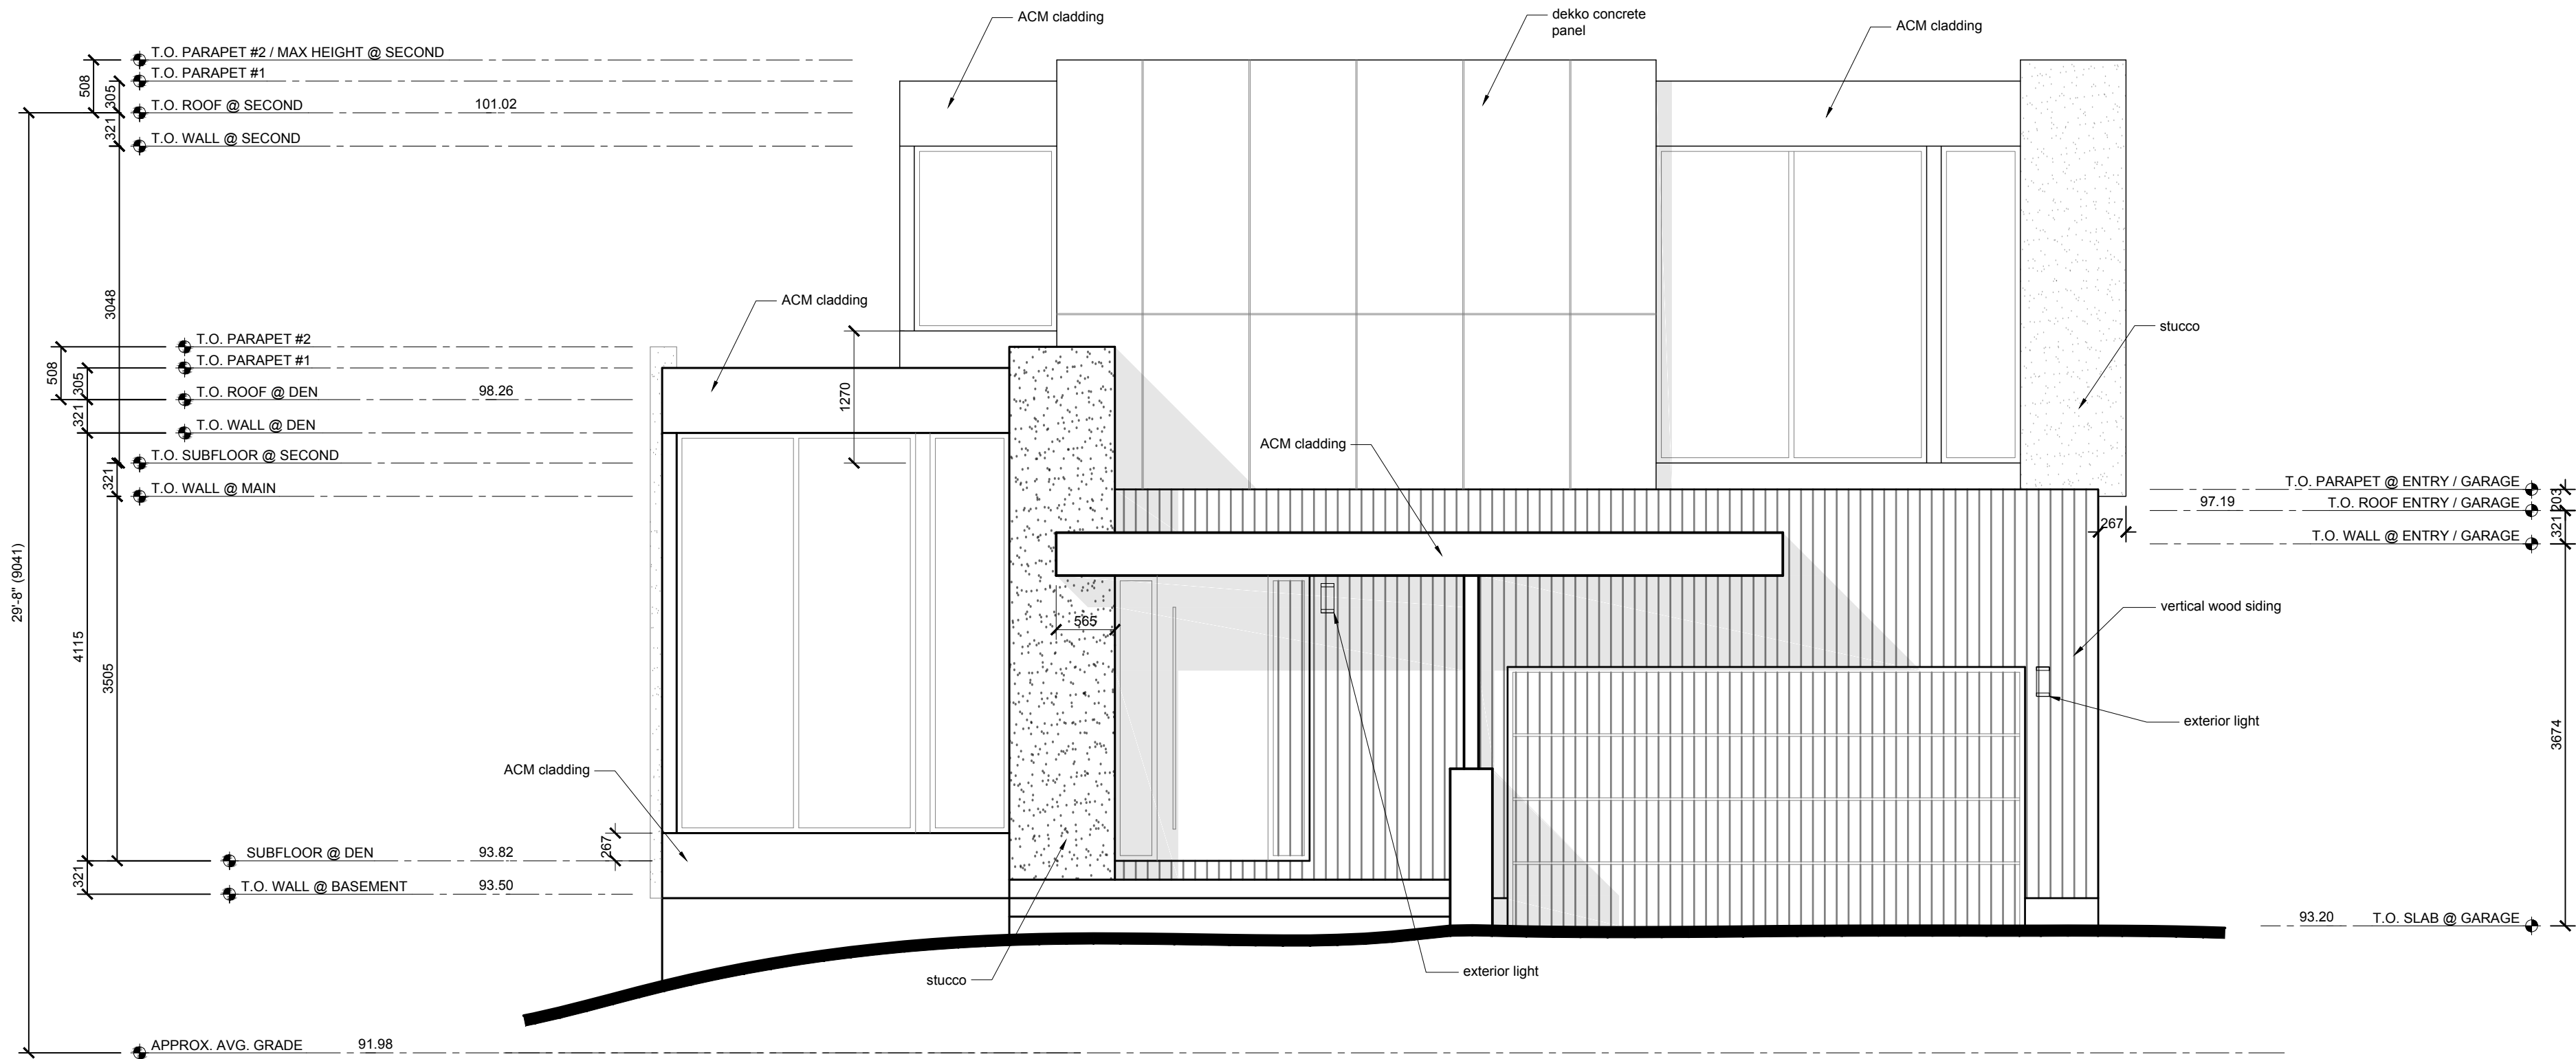 ACM cladding
dekko concrete
panel
ACM cladding
T.O. PARAPET #2 / MAX HEIGHT @ SECOND
T.O. PARAPET #1
T.O. ROOF @ SECOND 101.02
T.O. WALL @ SECOND
508
305
321
3048
ACM cladding
stucco
T.O. PARAPET #2
T.O. PARAPET #1
T.O. ROOF @ DEN 98.26
T.O. WALL @ DEN
T.O. SUBFLOOR @ SECOND
T.O. WALL @ MAIN
508
305
321
321
1270
ACM cladding
T.O. PARAPET @ ENTRY / GARAGE
97.19 T.O. ROOF ENTRY / GARAGE
T.O. WALL @ ENTRY / GARAGE
203
321
267
29'-8" (9041)
4115
3505
565
vertical wood siding
exterior light
3674
ACM cladding
267
SUBFLOOR @ DEN 93.82
T.O. WALL @ BASEMENT 93.50
321
93.20 T.O. SLAB @ GARAGE
stucco
exterior light
APPROX. AVG. GRADE 91.98